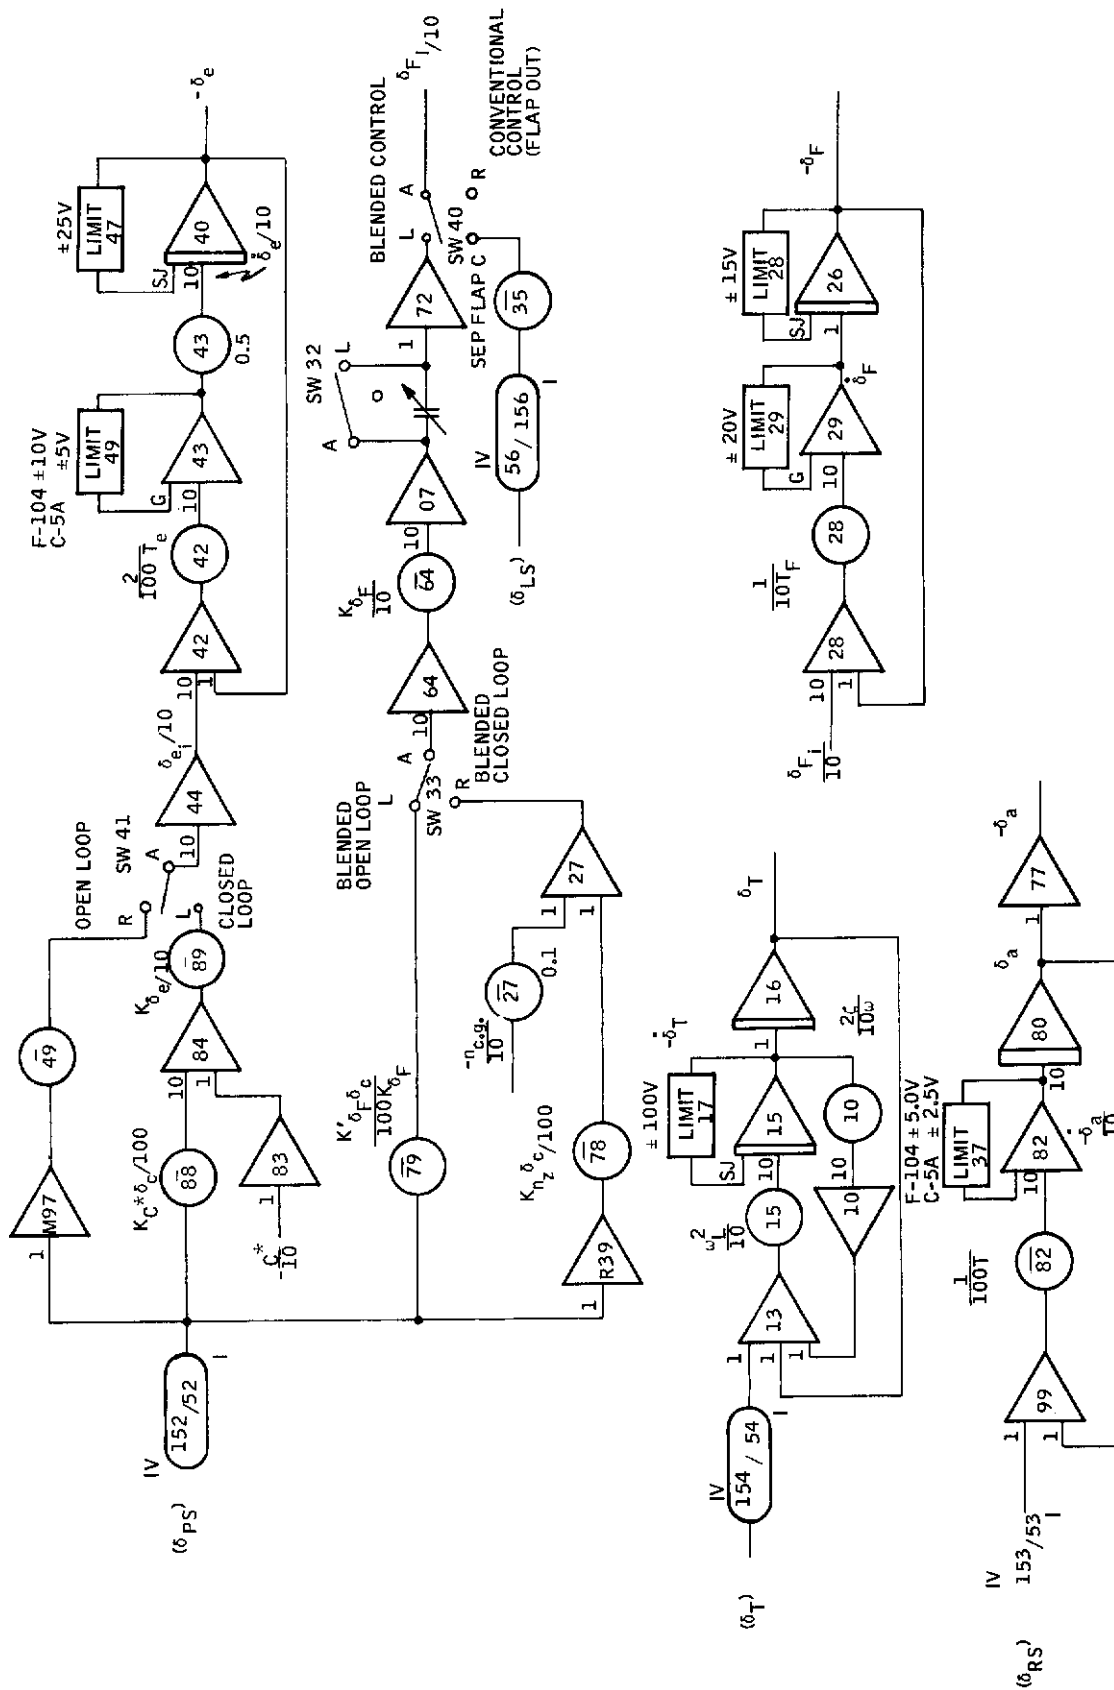 (δPS)
IV
152/52
I
1
M97
49
OPEN LOOP
R
SW 41
A
L
CLOSED
LOOP
KC*δc/100
88
10
1
84
Kδe/10
89
-C*/10
1
83
10
44
δei/10
10
1
42
2/100 Te
42
10
G
43
F-104 ±10V
C-5A ±5V
LIMIT
49
43
0.5
10
SJ
40
δ̇e/10
±25V
LIMIT
47
-δe
K'δFδc/100KδF
79
BLENDED
OPEN LOOP
L
SW 33
A
R
BLENDED
CLOSED LOOP
1
R39
Knz δc/100
78
-nc.g./10
27
0.1
1
1
27
10
64
KδF/10
64
10
07
A
SW 32
O
L
1
72
BLENDED CONTROL
L
A
SW 40
R
SEP FLAP C
CONVENTIONAL
CONTROL
(FLAP OUT)
δFI/10
(δLS)
IV
56/156
I
35
(δT)
IV
154/54
I
1
1
1
13
ωL²/10
15
10
SJ
15
±100V
LIMIT
17
-δ̇T
10
10
10
2ζ/10ω
1
16
δT
δFi/10
10
1
28
1/10TF
28
10
G
29
±20V
LIMIT
29
δ̇F
1
SJ
26
±15V
LIMIT
28
-δF
(δRS)
IV
153/53
I
1
1
99
1/100T
82
10
82
F-104 ±5.0V
C-5A ±2.5V
LIMIT
37
10
80
δa
1
77
-δa